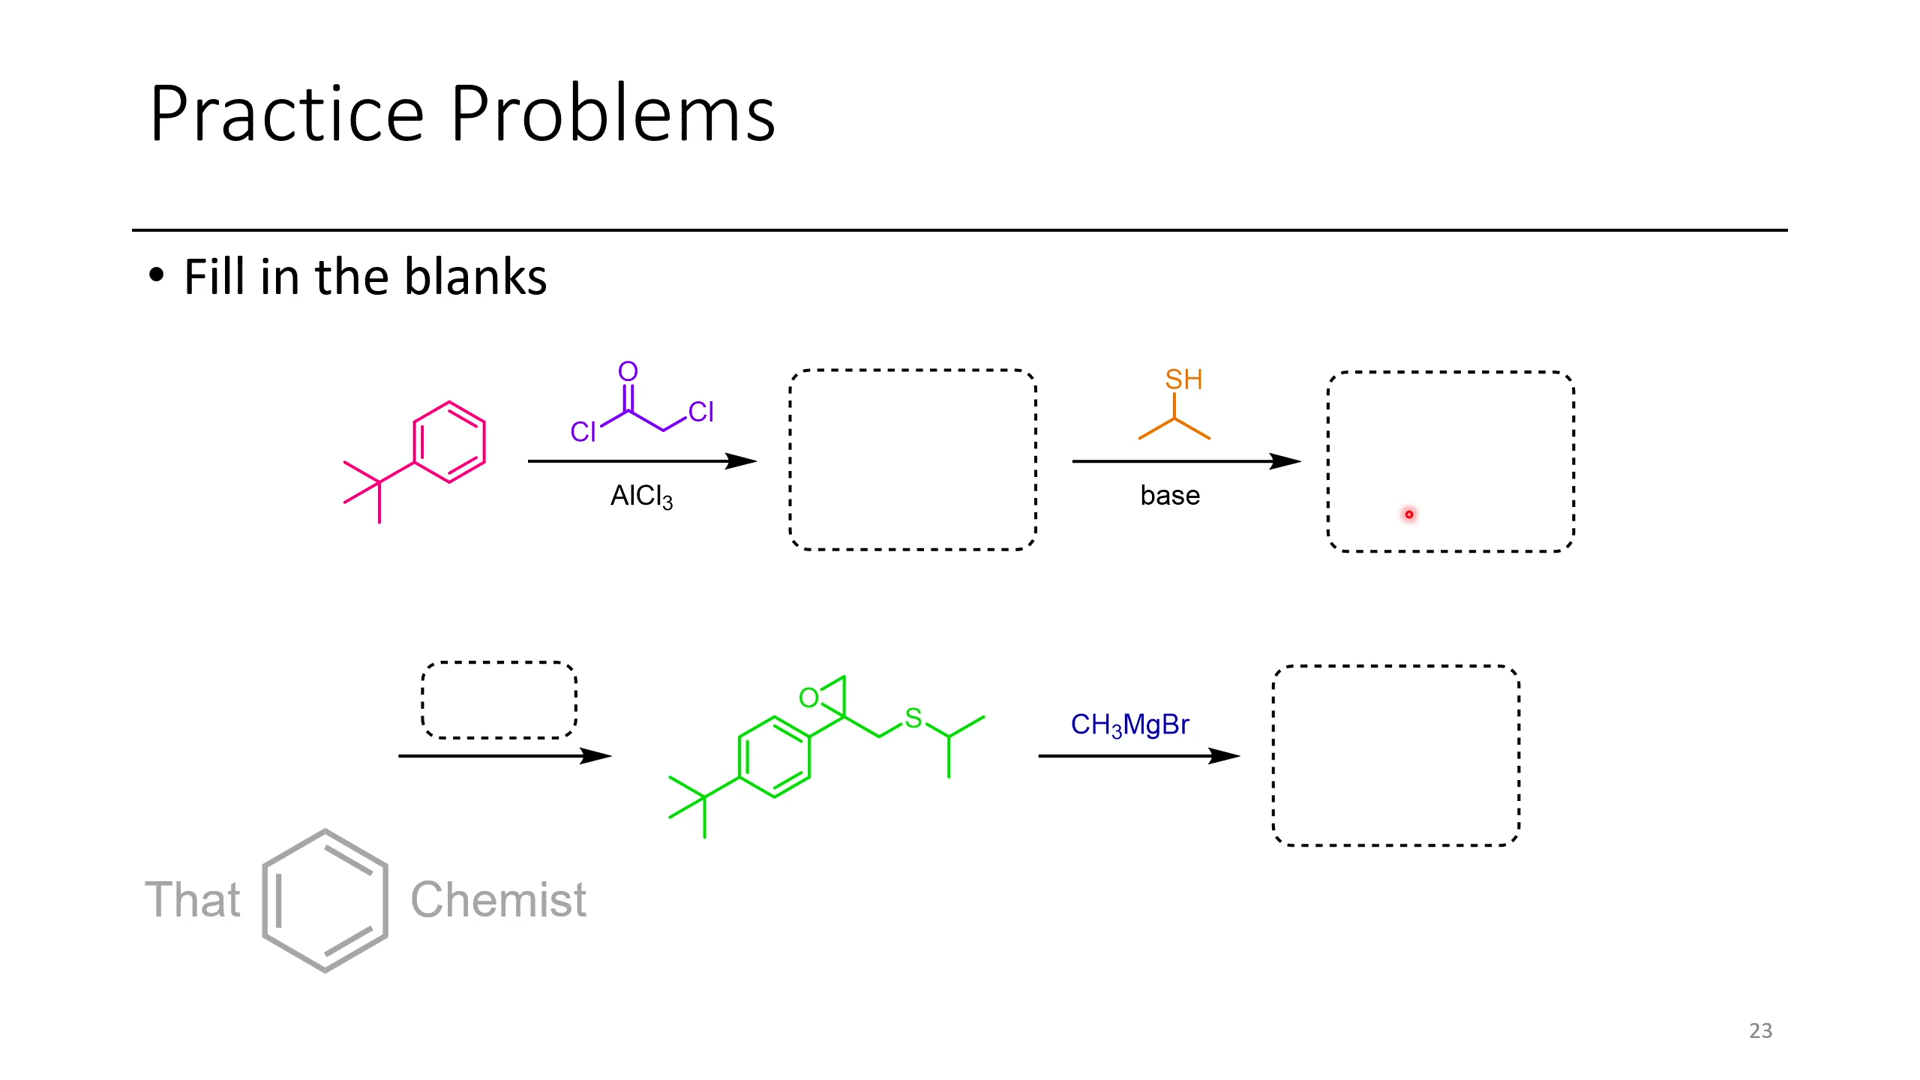 Practice Problems
• Fill in the blanks
O
Cl
Cl
AlCl₃
SH
base
O
S
CH₃MgBr
That Chemist
23